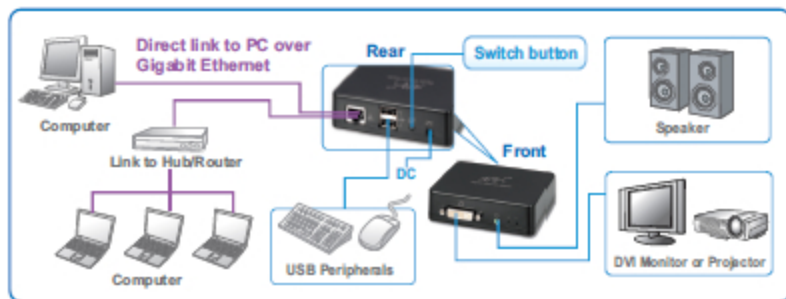 Direct link to PC over
Gigabit Ethernet
Rear
Switch button
Computer
Speaker
Link to Hub/Router
DC
Front
Computer
USB Peripherals
DVI Monitor or Projector